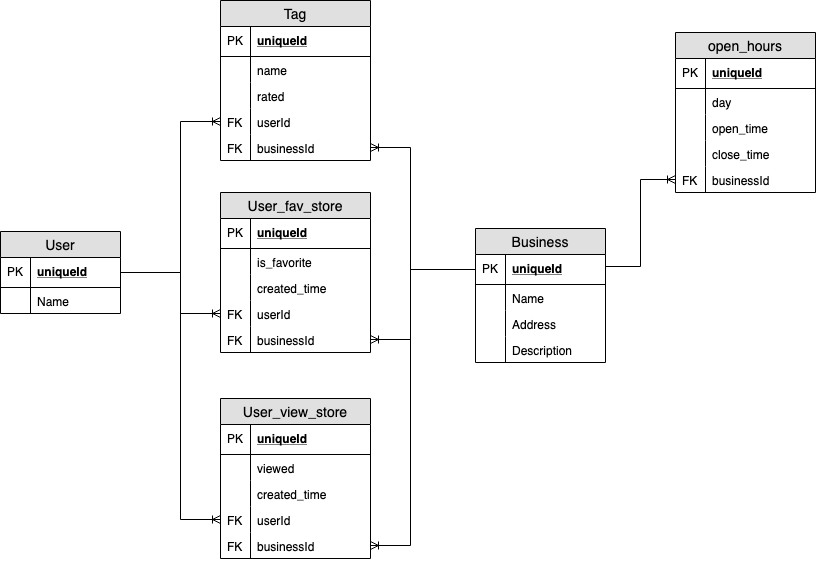 Tag
PK uniqueId
name
rated
FK userId
FK businessId
User_fav_store
PK uniqueId
is_favorite
created_time
FK userId
FK businessId
User_view_store
PK uniqueId
viewed
created_time
FK userId
FK businessId
User
PK uniqueId
Name
Business
PK uniqueId
Name
Address
Description
open_hours
PK uniqueId
day
open_time
close_time
FK businessId